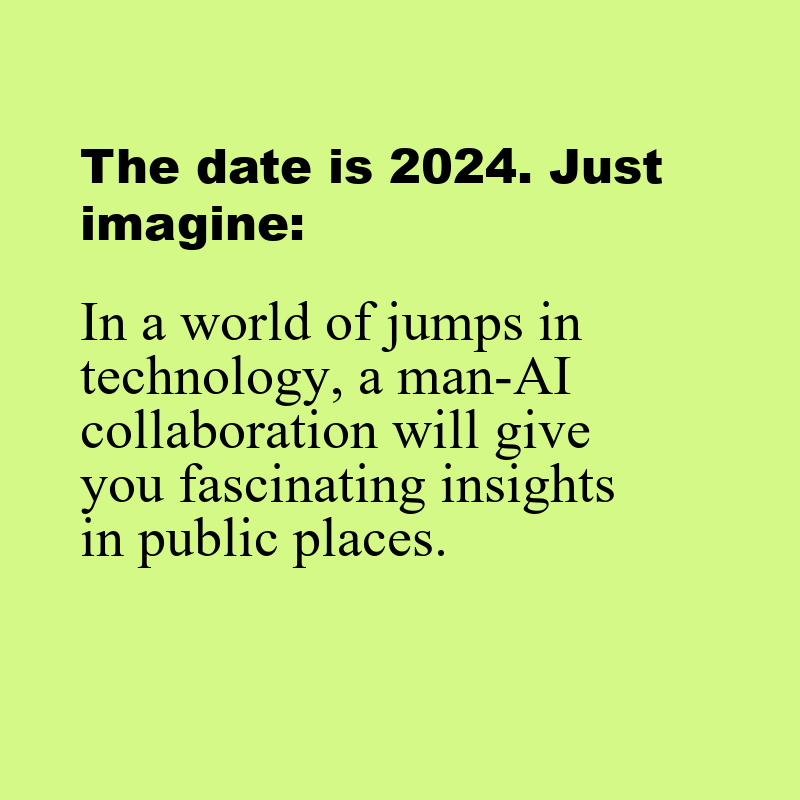 The date is 2024. Just
imagine:
In a world of jumps in
technology, a man-AI
collaboration will give
you fascinating insights
in public places.